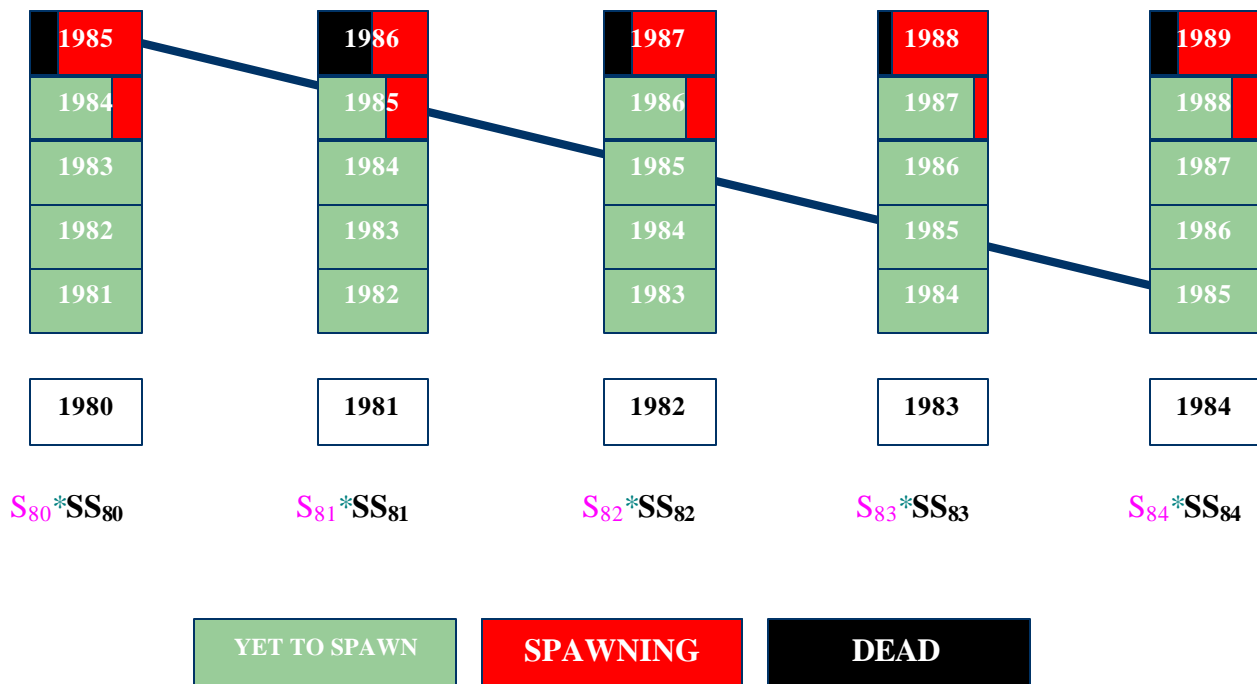 1985 1986 1987 1988 1989
1984 1985 1986 1987 1988
1983 1984 1985 1986 1987
1982 1983 1984 1985 1986
1981 1982 1983 1984 1985
1980 1981 1982 1983 1984
S80*SS80 S81*SS81 S82*SS82 S83*SS83 S84*SS84
YET TO SPAWN SPAWNING DEAD